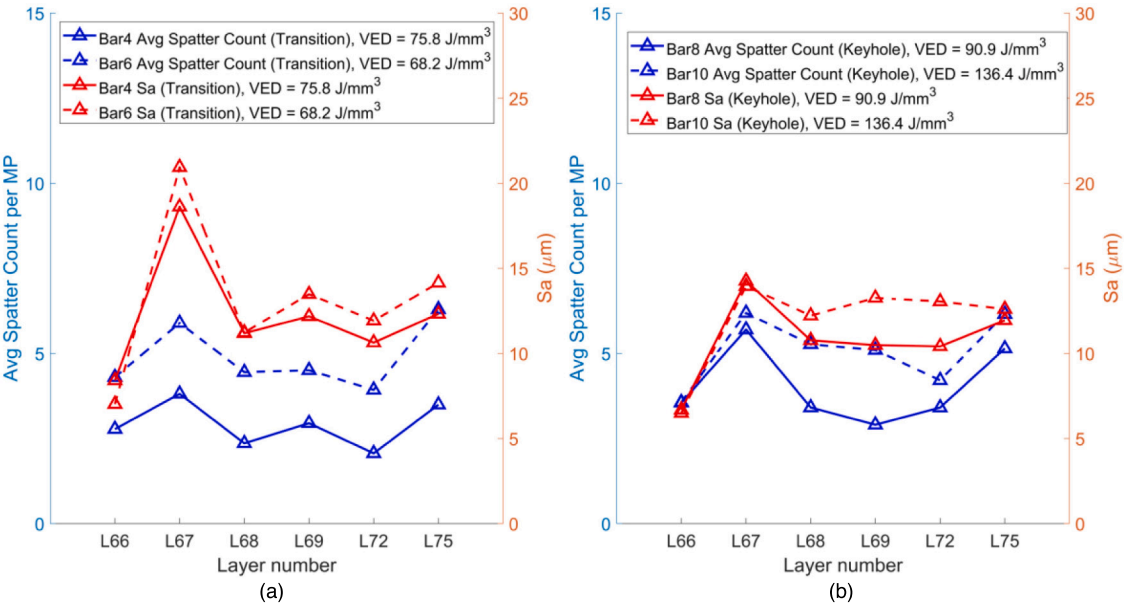 15
10
5
0
Avg Spatter Count per MP
Bar4 Avg Spatter Count (Transition), VED = 75.8 J/mm³
Bar6 Avg Spatter Count (Transition), VED = 68.2 J/mm³
Bar4 Sa (Transition), VED = 75.8 J/mm³
Bar6 Sa (Transition), VED = 68.2 J/mm³
30
25
20
15
10
5
0
Sa (μm)
L66 L67 L68 L69 L72 L75
Layer number
(a)
15
10
5
0
Avg Spatter Count per MP
Bar8 Avg Spatter Count (Keyhole), VED = 90.9 J/mm³
Bar10 Avg Spatter Count (Keyhole), VED = 136.4 J/mm³
Bar8 Sa (Keyhole), VED = 90.9 J/mm³
Bar10 Sa (Keyhole), VED = 136.4 J/mm³
30
25
20
15
10
5
0
Sa (μm)
L66 L67 L68 L69 L72 L75
Layer number
(b)